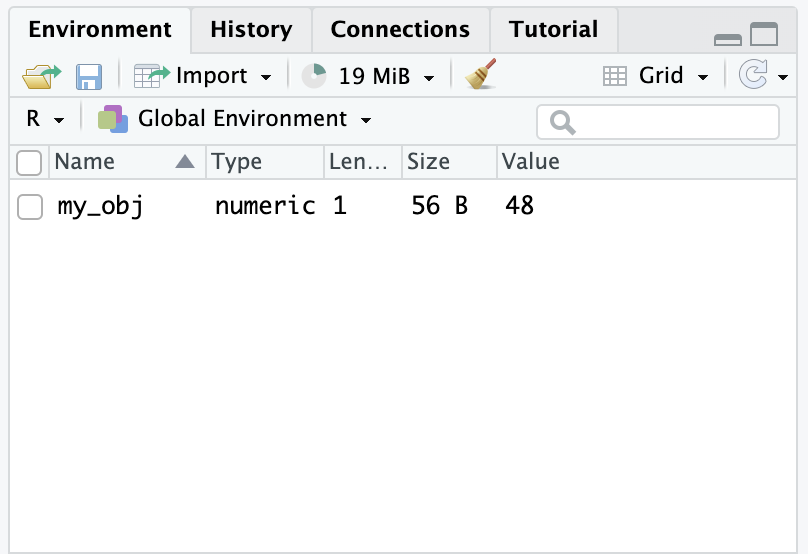 Environment History Connections Tutorial
Import 19 MiB Grid
R Global Environment
Name Type Len... Size Value
my_obj numeric 1 56 B 48